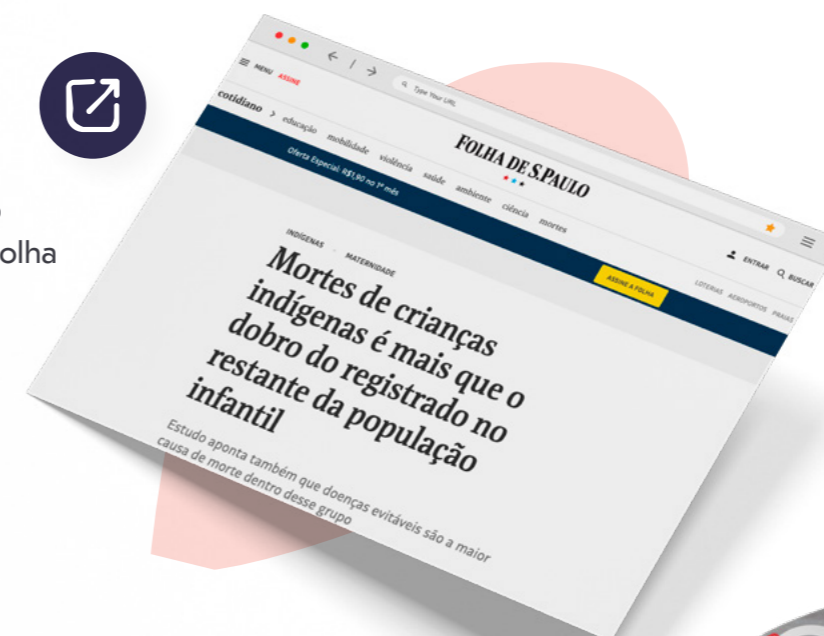 olha
Type Your URL
MENU ASSINE
FOLHA DE S.PAULO
ENTRAR BUSCAR
cotidiano > educação mobilidade violência saúde ambiente ciência mortes
LOTERIAS AEROPORTOS PRAIAS
Oferta Especial: R$1,90 no 1º mês
ASSINE A FOLHA
INDÍGENAS MATERNIDADE
Mortes de crianças
indígenas é mais que o
dobro do registrado no
restante da população
infantil
Estudo aponta também que doenças evitáveis são a maior
causa de morte dentro desse grupo